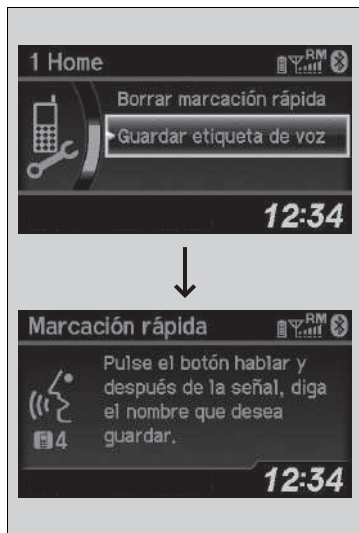 1 Home
RM
Borrar marcación rápida
Guardar etiqueta de voz
12:34
Marcación rápida
RM
Pulse el botón hablar y
después de la señal, diga
el nombre que desea
4 guardar.
12:34